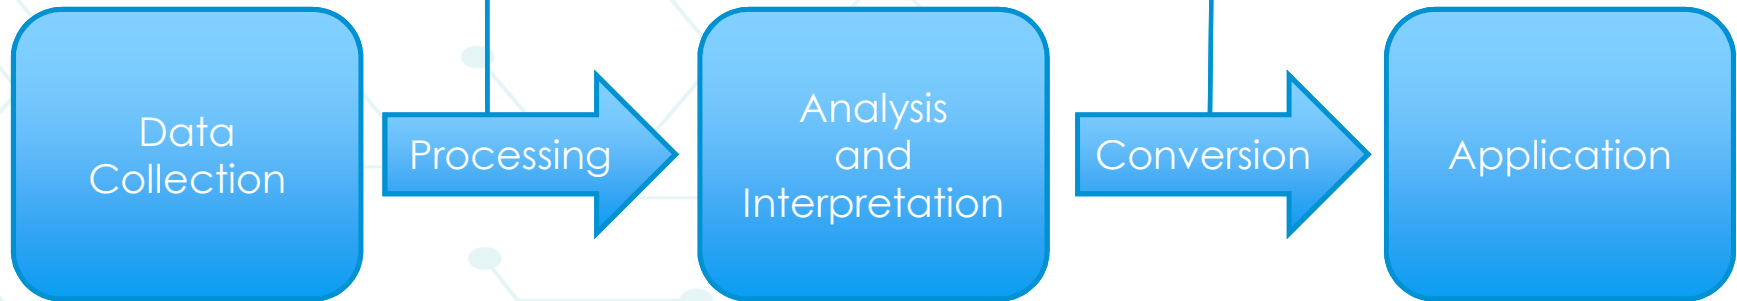 Data
Collection
Processing
Analysis
and
Interpretation
Conversion
Application